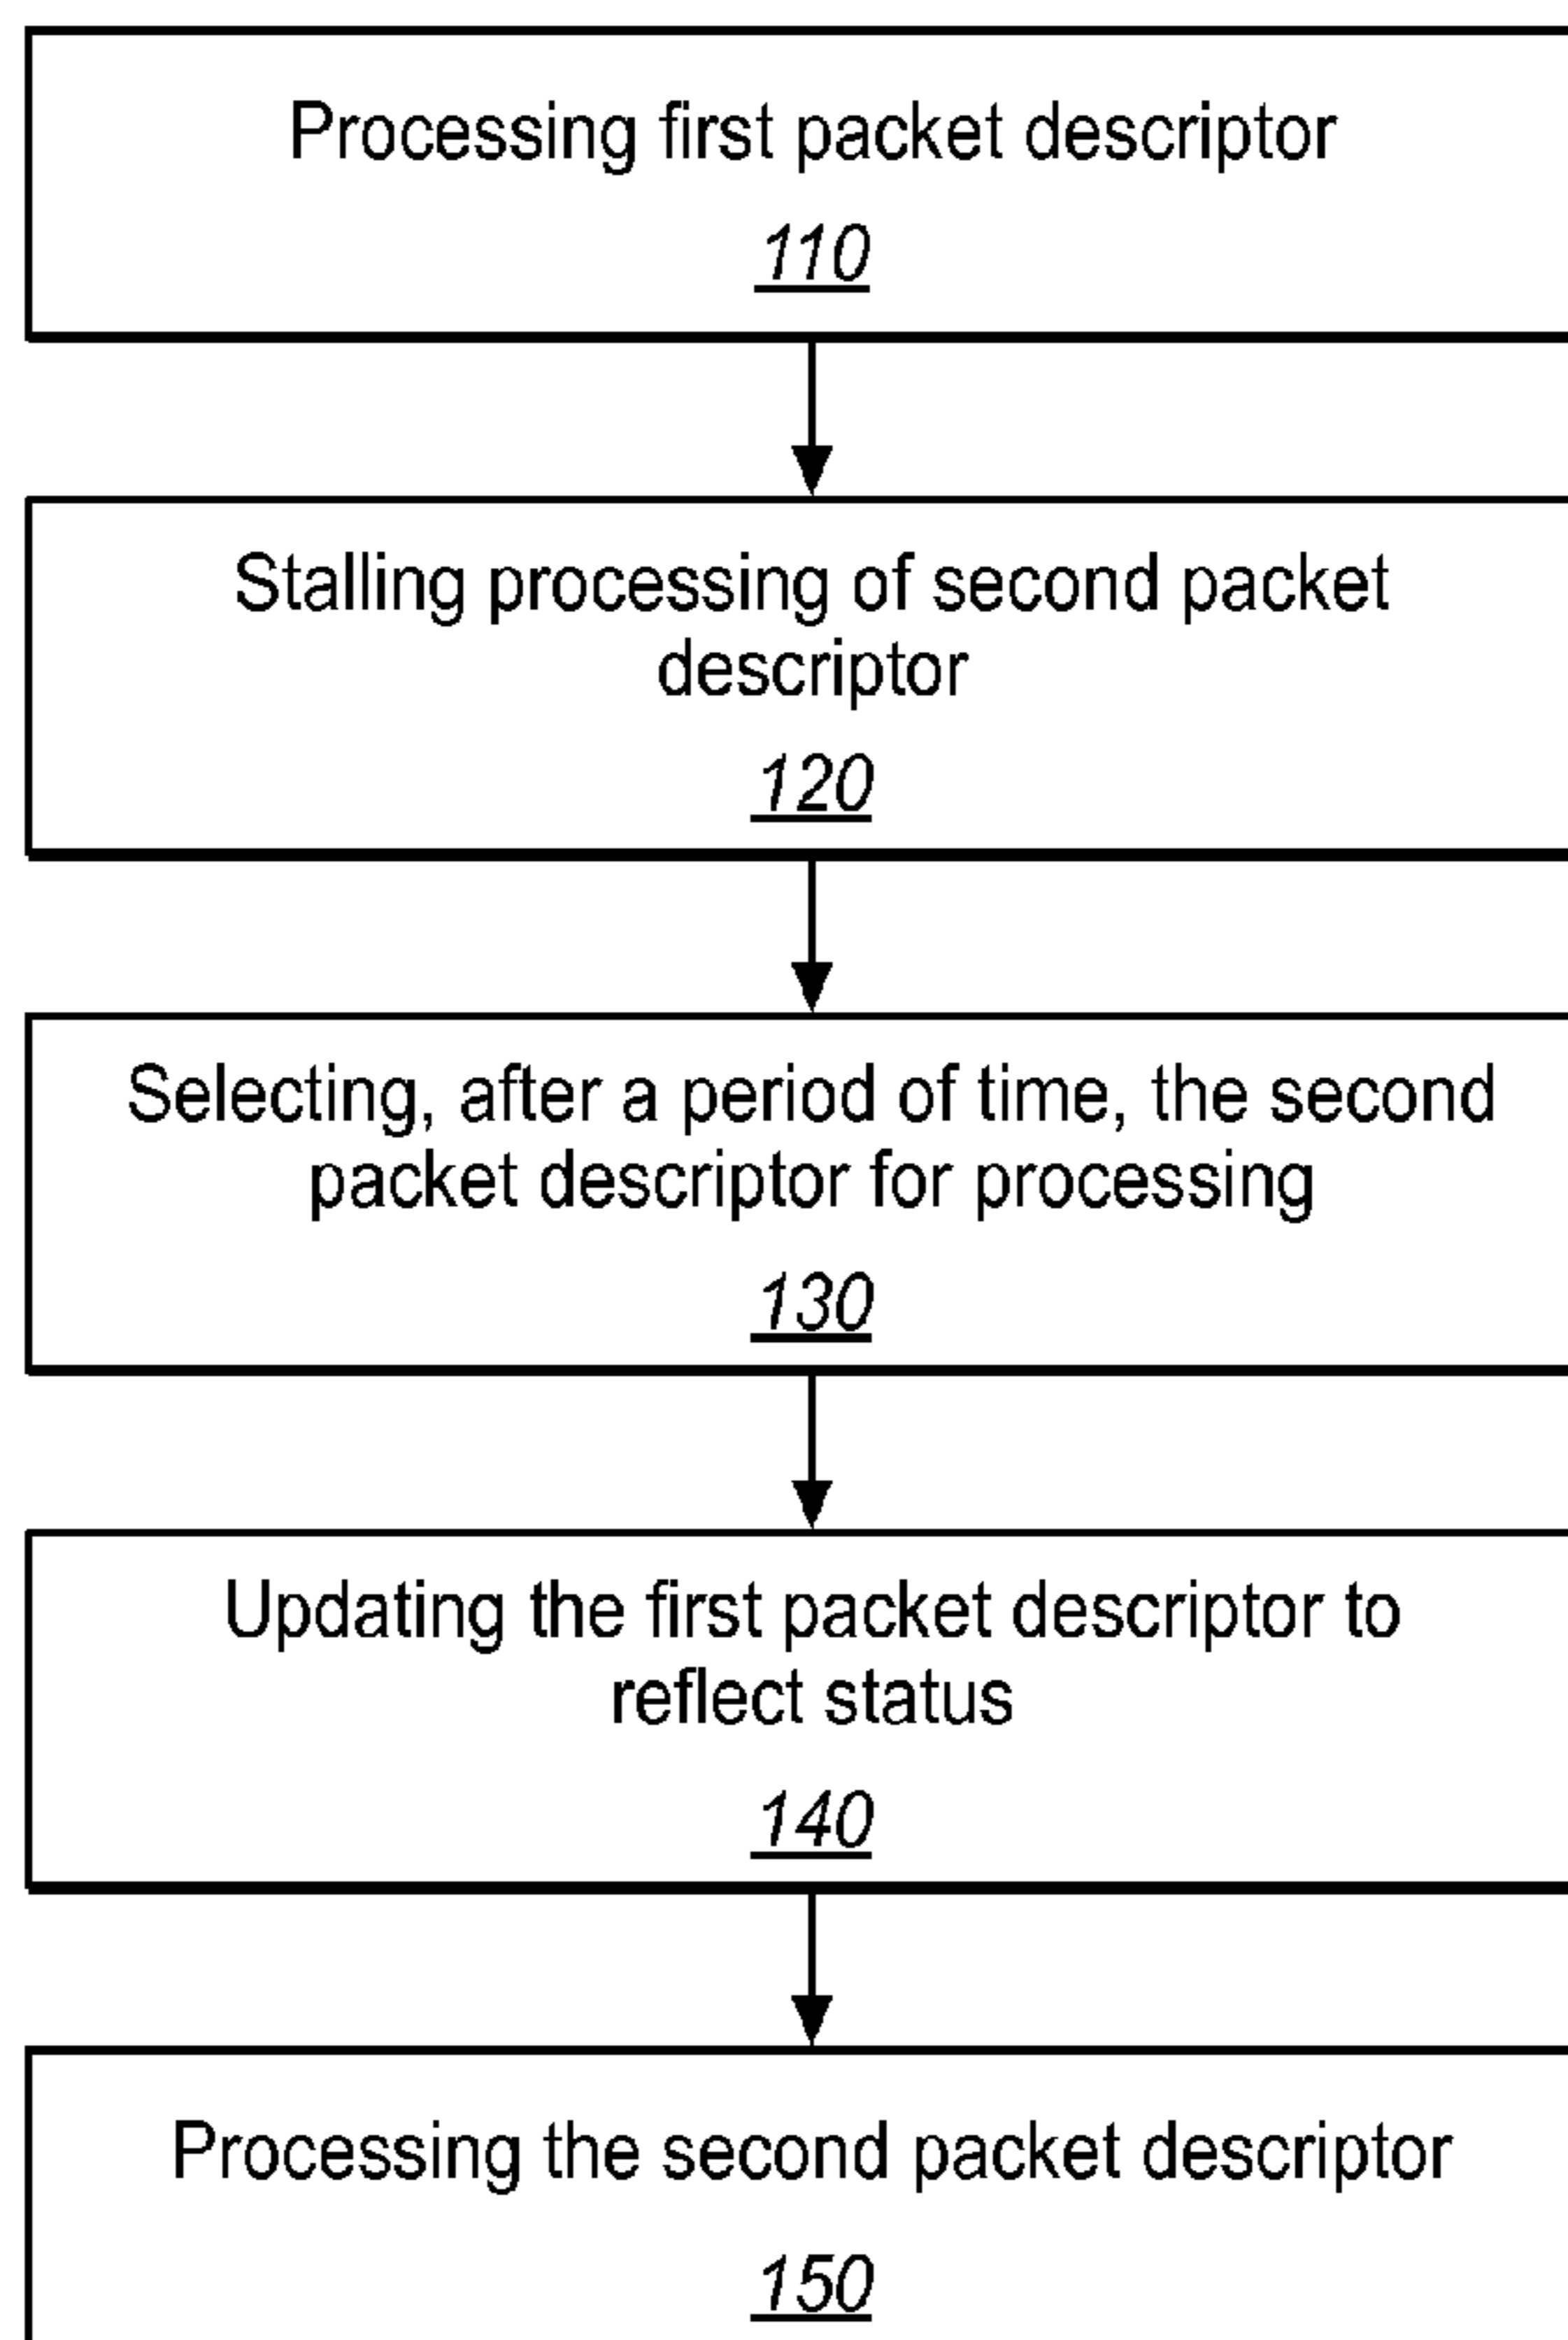 Processing first packet descriptor
110
Stalling processing of second packet
descriptor
120
Selecting, after a period of time, the second
packet descriptor for processing
130
Updating the first packet descriptor to
reflect status
140
Processing the second packet descriptor
150